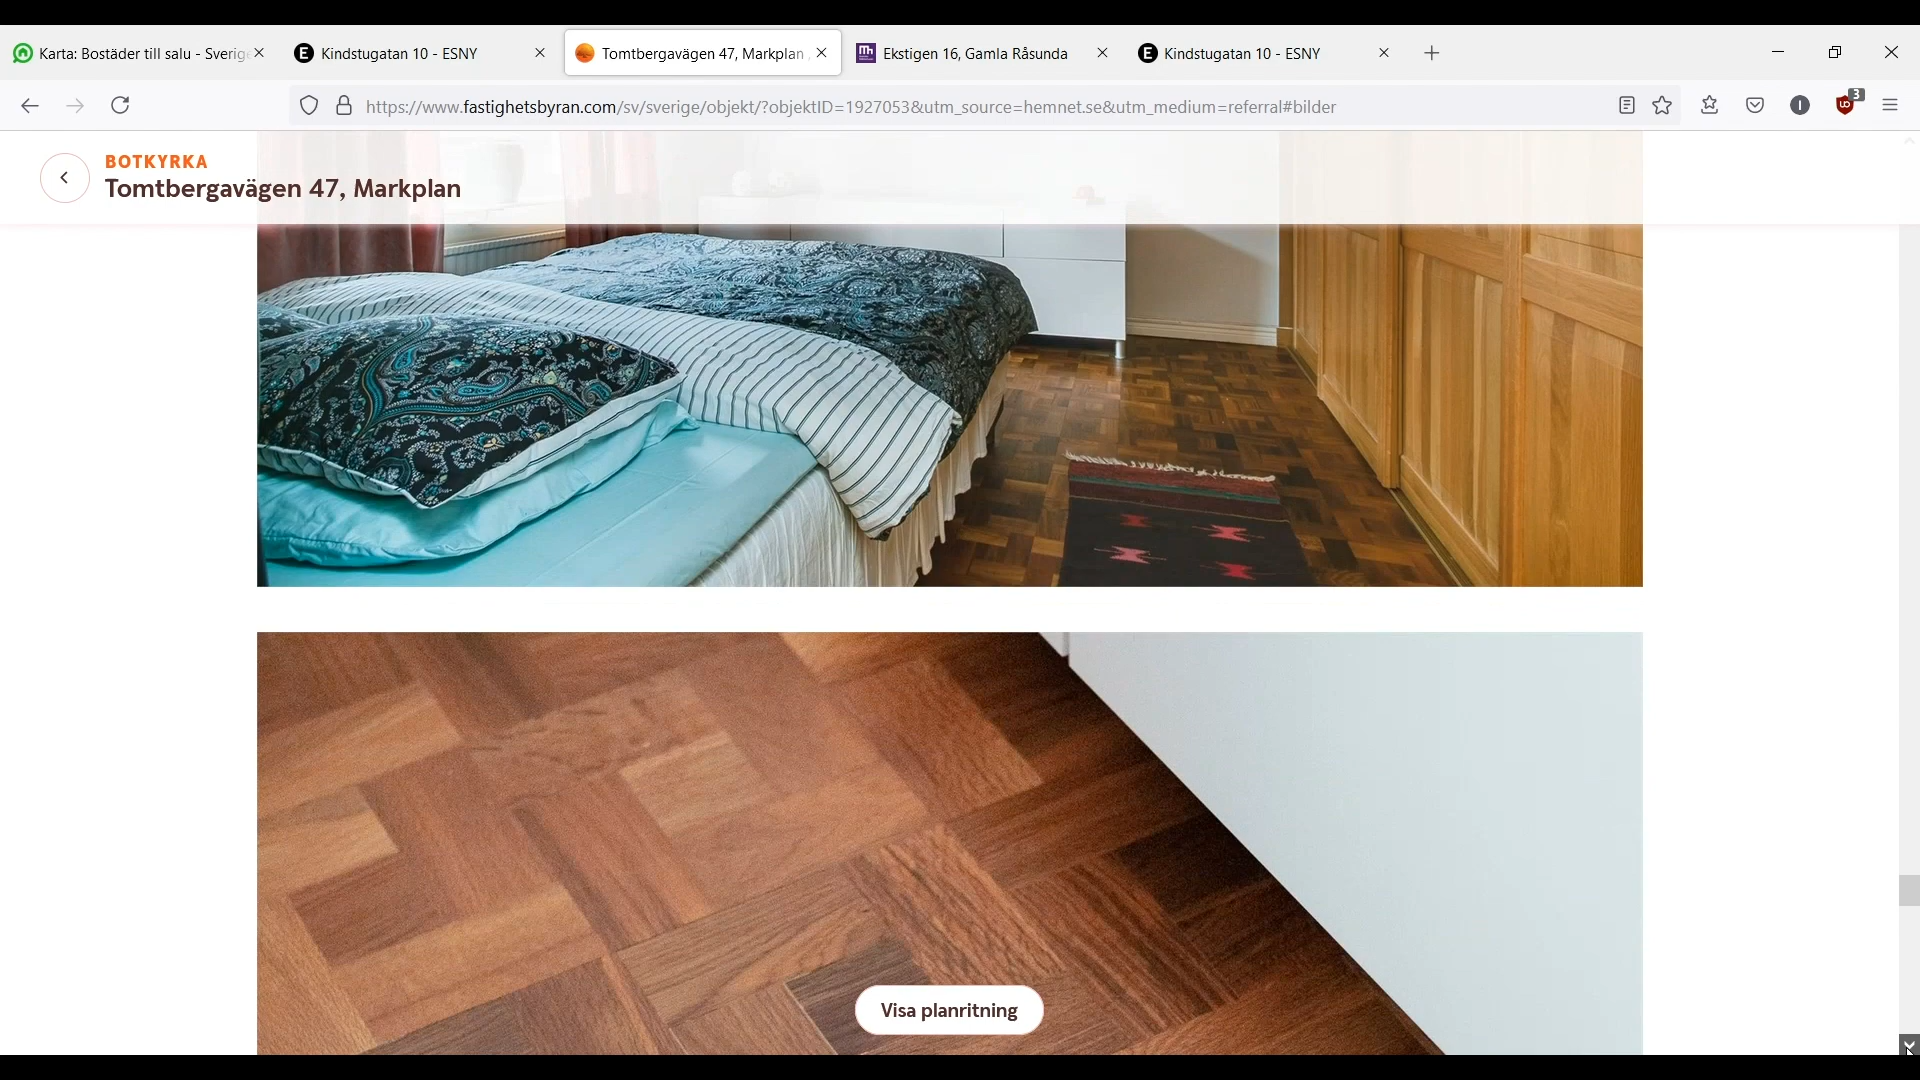 Karta: Bostäder till salu - Sverige
Kindstugatan 10 - ESNY
Tomtbergavägen 47, Markplan
Ekstigen 16, Gamla Råsunda
Kindstugatan 10 - ESNY
https://www.fastighetsbyran.com/sv/sverige/objekt/?objektID=1927053&utm_source=hemnet.se&utm_medium=referral#bilder
3
BOTKYRKA
Tomtbergavägen 47, Markplan
Visa planritning